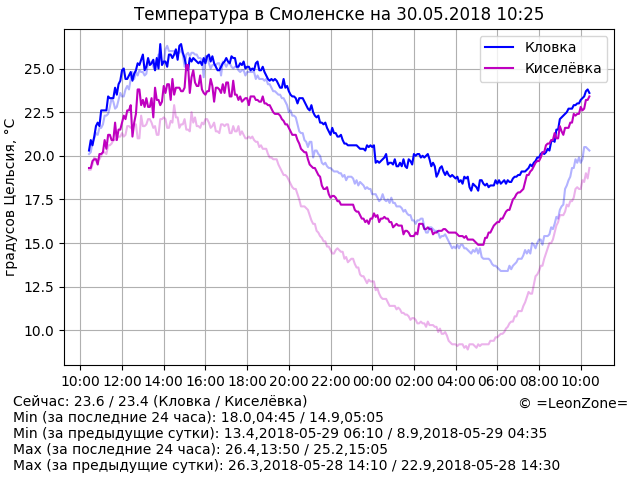 Температура в Смоленске на 30.05.2018 10:25
градусов Цельсия, °C
25.0
22.5
20.0
17.5
15.0
12.5
10.0
Кловка
Киселёвка
10:00 12:00 14:00 16:00 18:00 20:00 22:00 00:00 02:00 04:00 06:00 08:00 10:00
Сейчас: 23.6 / 23.4 (Кловка / Киселёвка)
© =LeonZone=
Min (за последние 24 часа): 18.0,04:45 / 14.9,05:05
Min (за предыдущие сутки): 13.4,2018-05-29 06:10 / 8.9,2018-05-29 04:35
Max (за последние 24 часа): 26.4,13:50 / 25.2,15:05
Max (за предыдущие сутки): 26.3,2018-05-28 14:10 / 22.9,2018-05-28 14:30